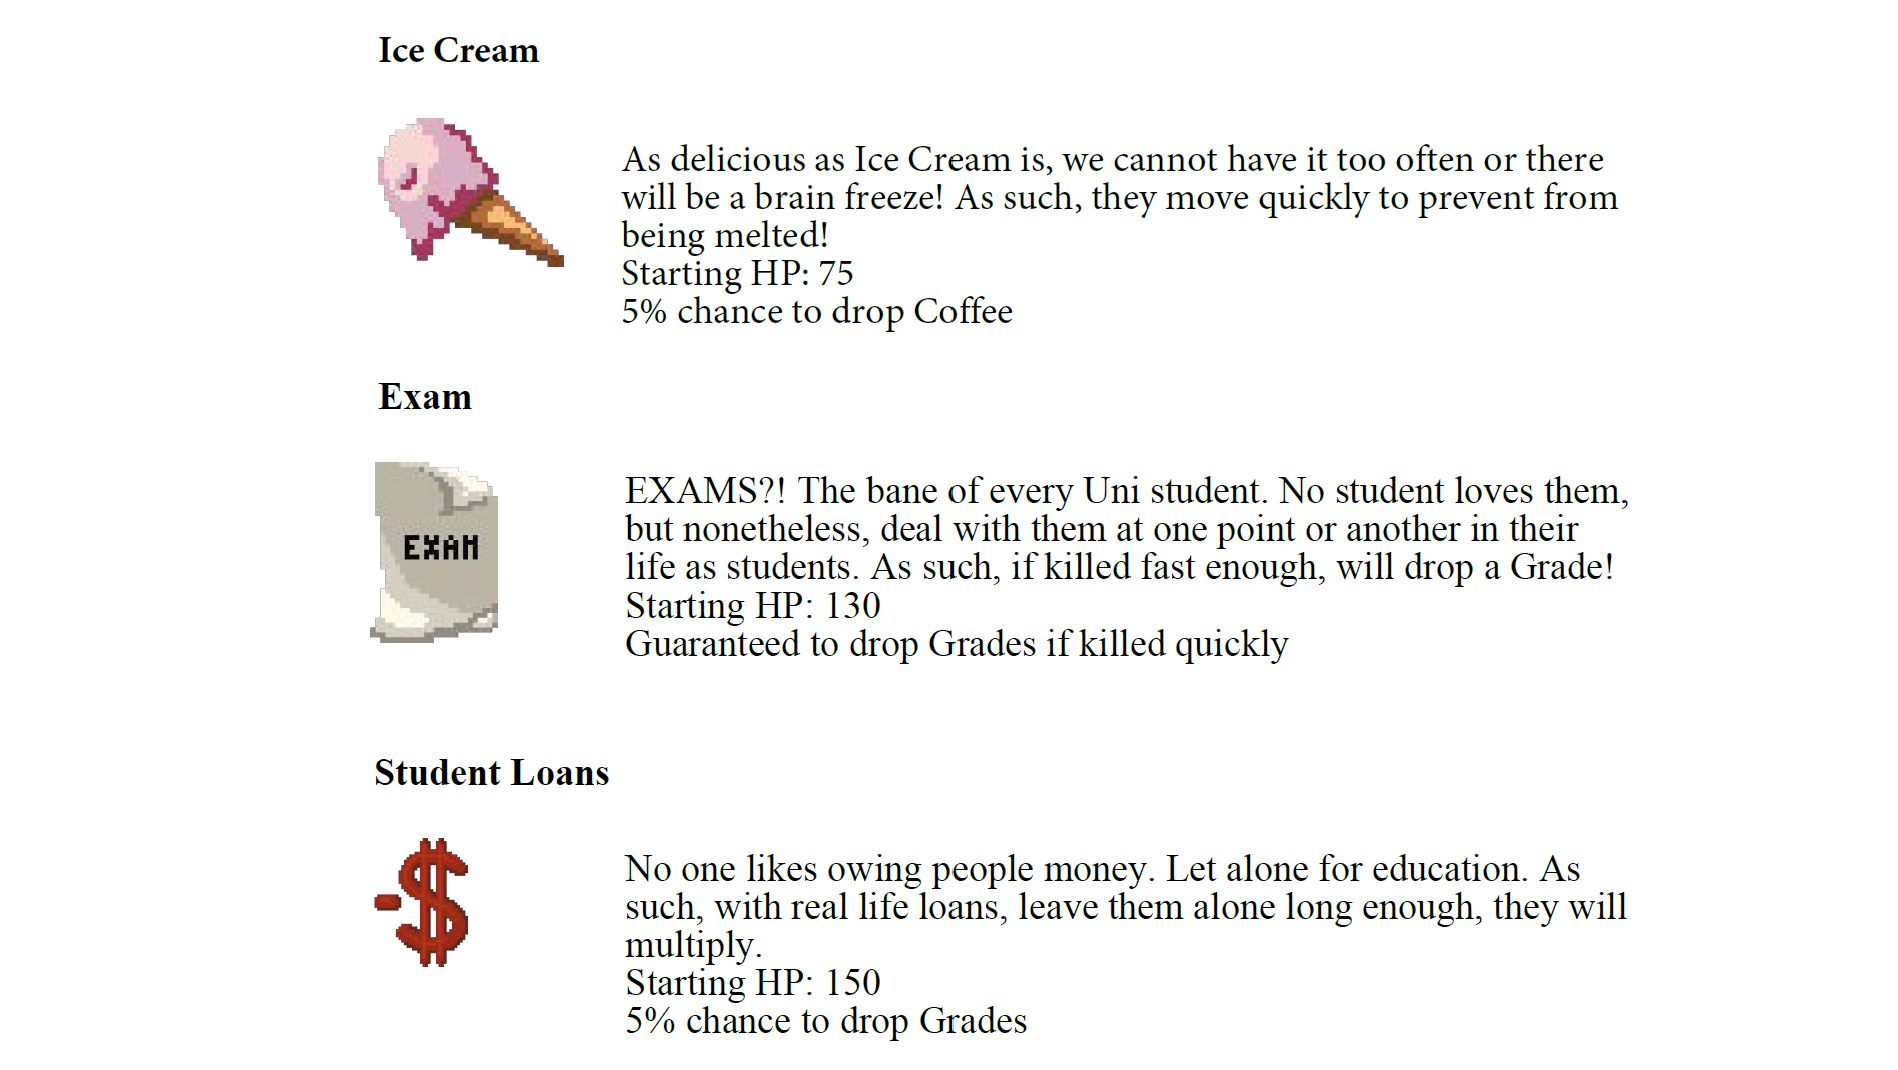 Ice Cream
As delicious as Ice Cream is, we cannot have it too often or there
will be a brain freeze! As such, they move quickly to prevent from
being melted!
Starting HP: 75
5% chance to drop Coffee
Exam
EXAM
EXAMS?! The bane of every Uni student. No student loves them,
but nonetheless, deal with them at one point or another in their
life as students. As such, if killed fast enough, will drop a Grade!
Starting HP: 130
Guaranteed to drop Grades if killed quickly
Student Loans
-$
No one likes owing people money. Let alone for education. As
such, with real life loans, leave them alone long enough, they will
multiply.
Starting HP: 150
5% chance to drop Grades